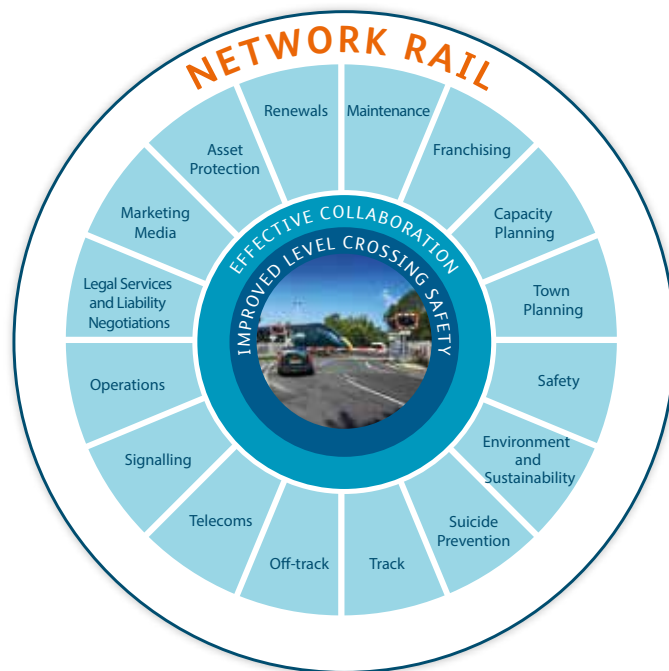 NETWORK RAIL
Renewals
Maintenance
Franchising
Capacity
Planning
Town
Planning
Safety
Environment
and
Sustainability
Suicide
Prevention
Track
Off-track
Telecoms
Signalling
Operations
Legal Services
and Liability
Negotiations
Marketing
Media
Asset
Protection
EFFECTIVE COLLABORATION
IMPROVED LEVEL CROSSING SAFETY